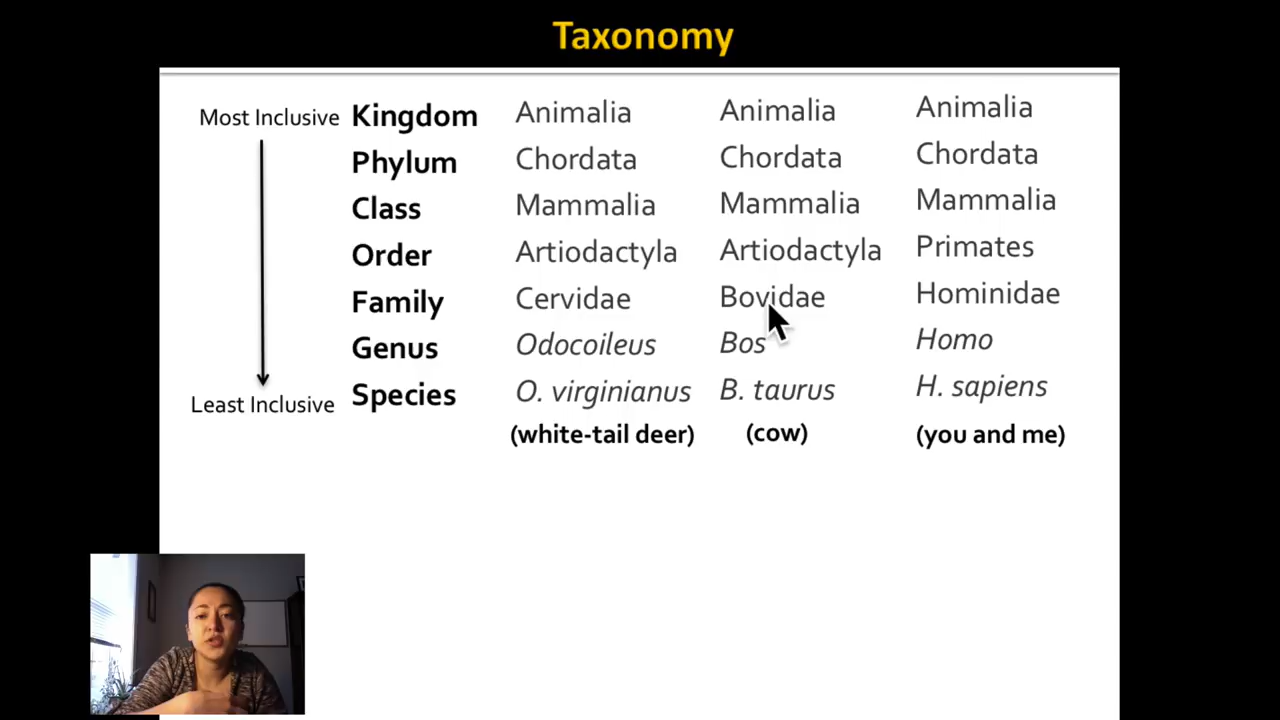 Taxonomy
Most Inclusive Kingdom Animalia Animalia Animalia
Phylum Chordata Chordata Chordata
Class Mammalia Mammalia Mammalia
Order Artiodactyla Artiodactyla Primates
Family Cervidae Bovidae Hominidae
Genus Odocoileus Bos Homo
Least Inclusive Species O. virginianus B. taurus H. sapiens
(white-tail deer) (cow) (you and me)